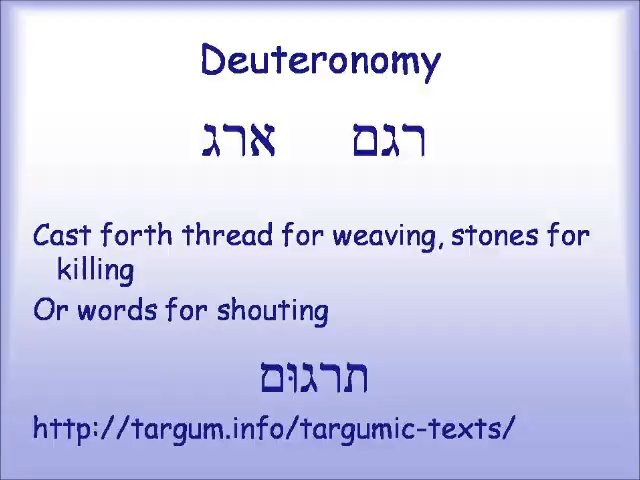 Deuteronomy
רגם ארג
Cast forth thread for weaving, stones for
killing
Or words for shouting
תרגוּם
http://targum.info/targumic-texts/